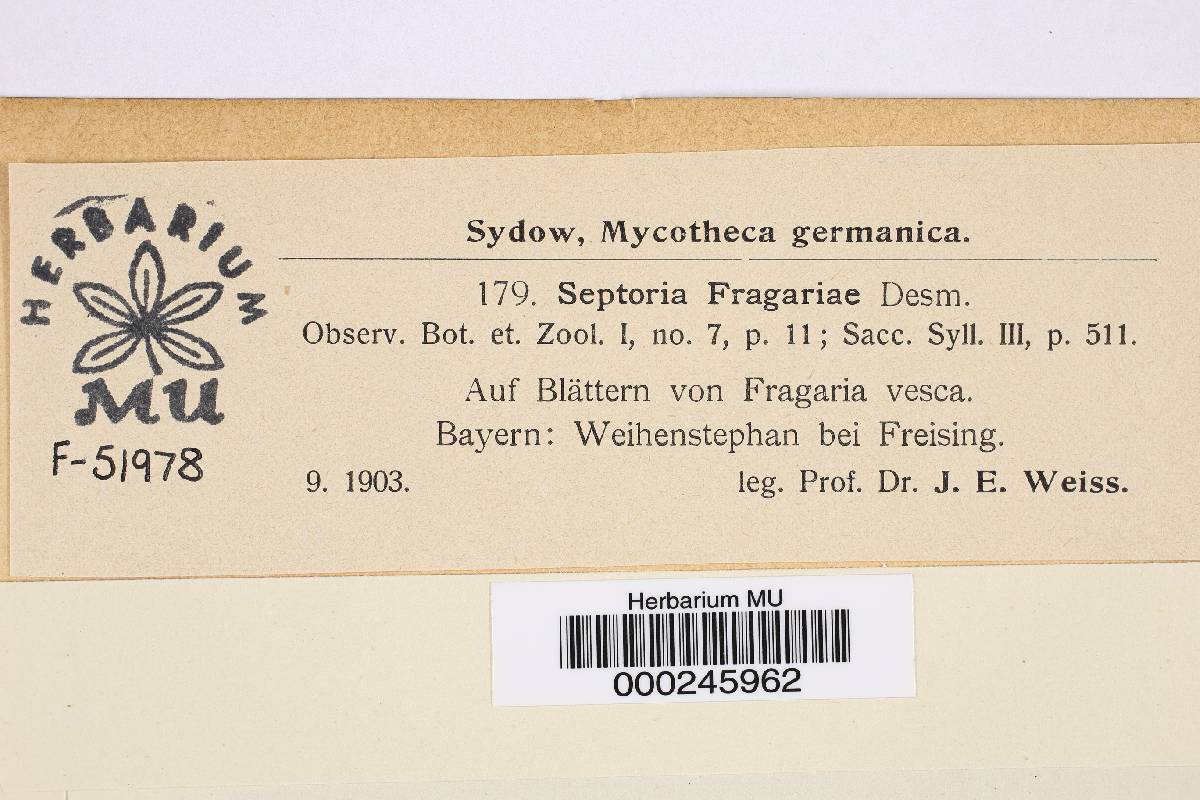 HERBARIUM
MU
F-51978
Sydow, Mycotheca germanica.
179. Septoria Fragariae Desm.
Observ. Bot. et. Zool. I, no. 7, p. 11; Sacc. Syll. III, p. 511.
Auf Blättern von Fragaria vesca.
Bayern: Weihenstephan bei Freising.
9. 1903. leg. Prof. Dr. J. E. Weiss.
Herbarium MU
000245962